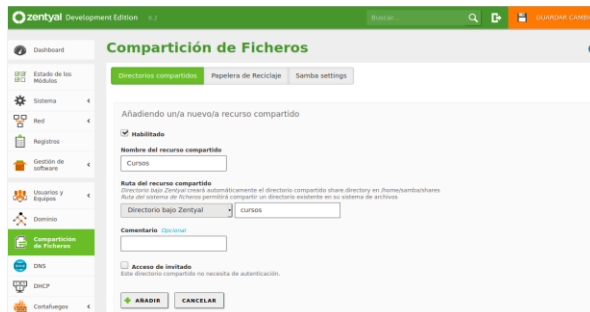 zentyal Development Edition 6.2
Buscar...
GUARDAR CAMBI
Dashboard
Estado de los
Módulos
Sistema
Red
Registros
Gestión de
software
Usuarios y
Equipos
Dominio
Compartición
de Ficheros
DNS
DHCP
Cortafuegos
Compartición de Ficheros
Directorios compartidos
Papelera de Reciclaje
Samba settings
Añadiendo un/a nuevo/a recurso compartido
Habilitado
Nombre del recurso compartido
Cursos
Ruta del recurso compartido
Directorio bajo Zentyal creará automáticamente el directorio compartido share.directory en /home/samba/shares
Ruta del sistema de ficheros permitirá compartir un directorio existente en su sistema de archivos
Directorio bajo Zentyal
cursos
Comentario Opcional
Acceso de invitado
Este directorio compartido no necesita de autenticación.
AÑADIR
CANCELAR